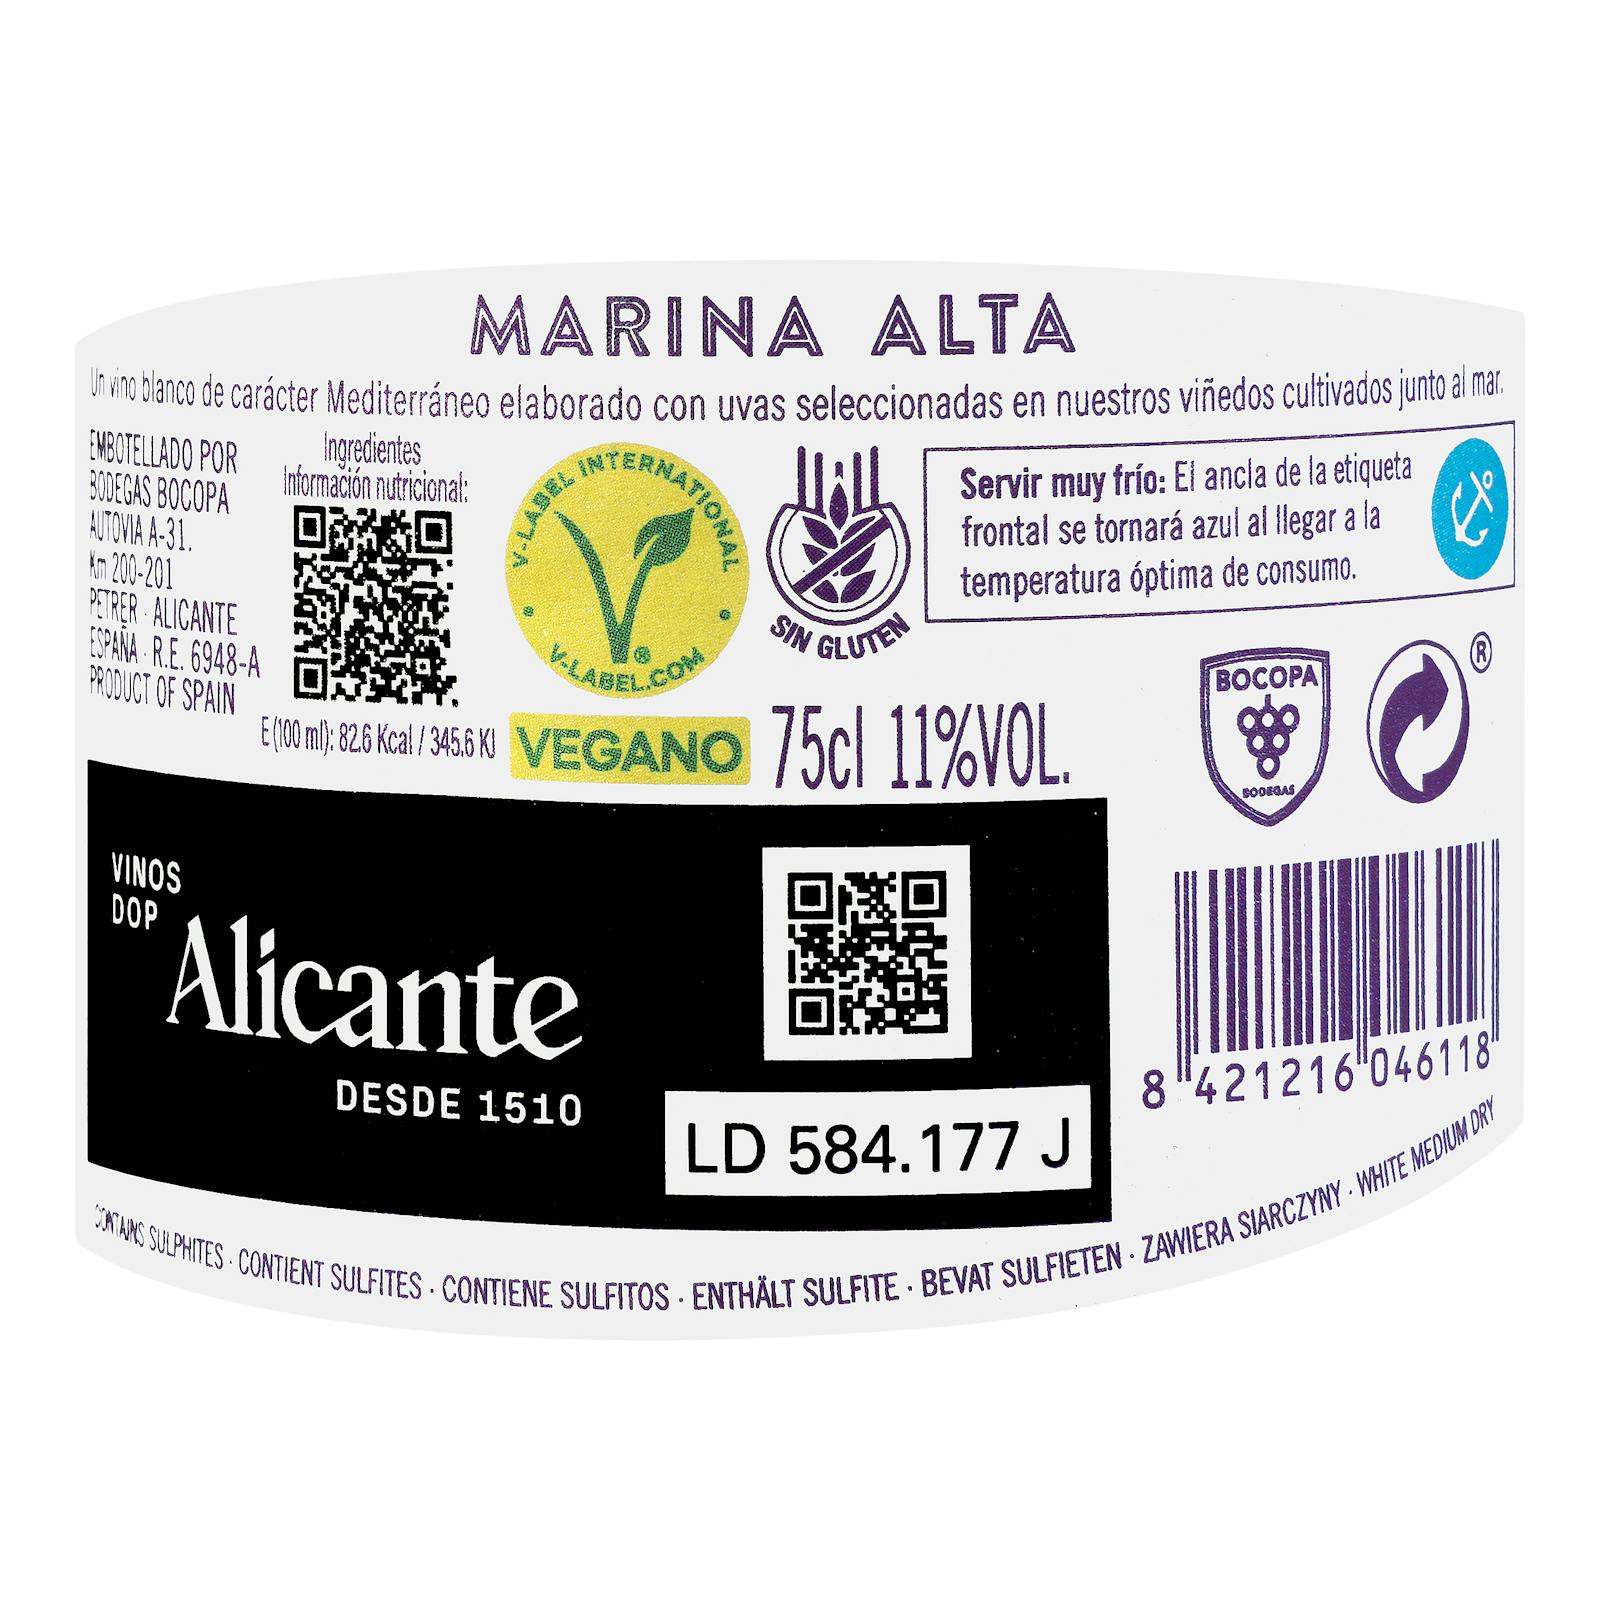 MARINA ALTA
Un vino blanco de carácter Mediterráneo elaborado con uvas seleccionadas en nuestros viñedos cultivados junto al mar.
EMBOTELLADO POR
BODEGAS BOCOPA
AUTOVIA A-31.
Km 200-201
PETRER · ALICANTE
ESPAÑA · R.E. 6948-A
PRODUCT OF SPAIN
Ingredientes
Información nutricional:
E (100 ml): 82.6 Kcal / 345.6 KJ
V-LABEL INTERNATIONAL
V-LABEL.COM
®
VEGANO
SIN GLUTEN
75cl 11%VOL.
Servir muy frío: El ancla de la etiqueta
frontal se tornará azul al llegar a la
temperatura óptima de consumo.
BOCOPA
BODEGAS
®
VINOS
DOP
Alicante
DESDE 1510
LD 584.177 J
8 421216 046118
CONTAINS SULPHITES · CONTIENT SULFITES · CONTIENE SULFITOS · ENTHÄLT SULFITE · BEVAT SULFIETEN · ZAWIERA SIARCZYNY · WHITE MEDIUM DRY